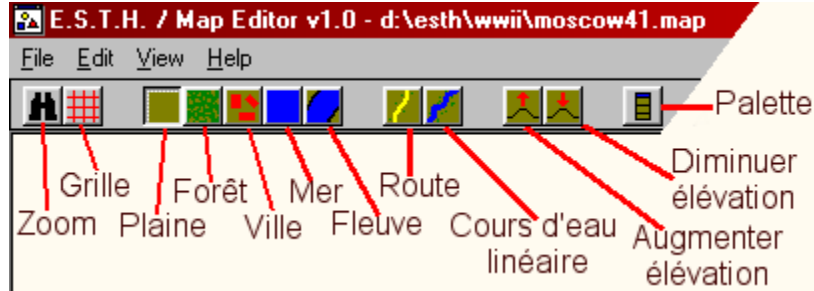 E.S.T.H. / Map Editor v1.0 - d:\esth\wwii\moscow41.map
File Edit View Help
Palette
Diminuer
élévation
Grille Forêt Mer Route
Zoom Plaine Ville Fleuve Cours d'eau
linéaire
Augmenter
élévation